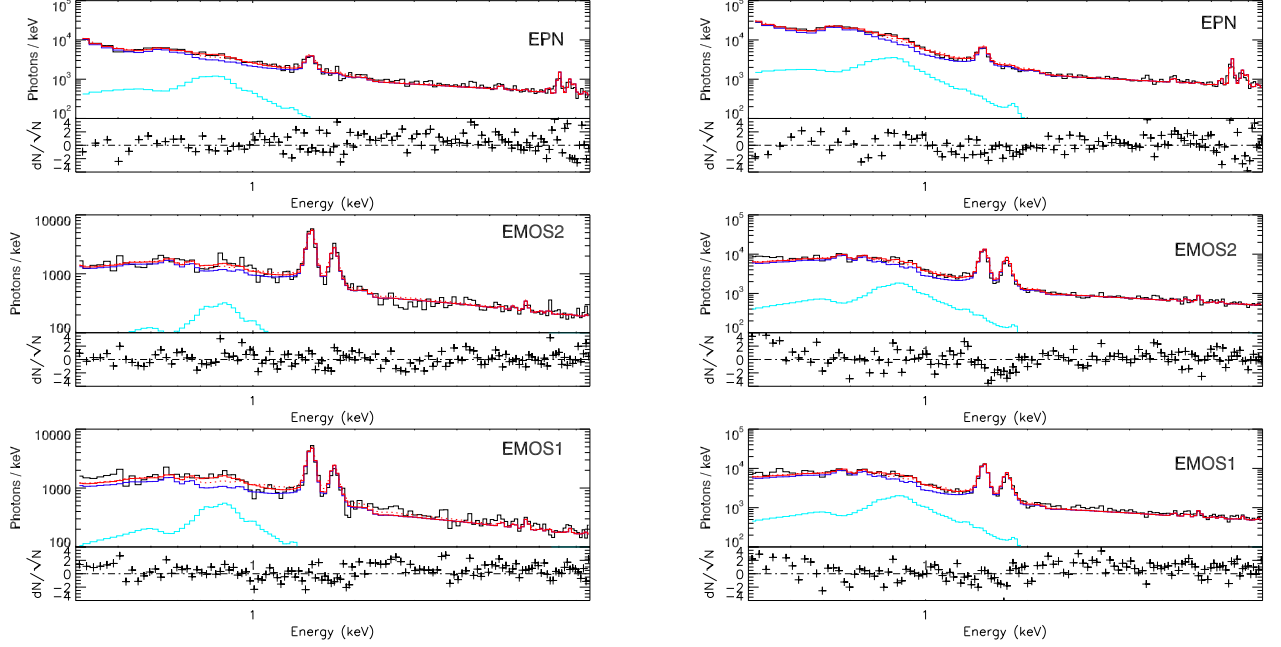 10⁵
10⁴
10³
10²
Photons / keV
EPN
4
2
0
−2
−4
dN/√N
1
Energy (keV)
10000
1000
100
Photons / keV
EMOS2
4
2
0
−2
−4
dN/√N
1
Energy (keV)
10000
1000
100
Photons / keV
EMOS1
4
2
0
−2
−4
dN/√N
1
Energy (keV)
10⁵
10⁴
10³
10²
Photons / keV
EPN
4
2
0
−2
−4
dN/√N
1
Energy (keV)
10⁵
10⁴
10³
10²
Photons / keV
EMOS2
4
2
0
−2
−4
dN/√N
1
Energy (keV)
10⁵
10⁴
10³
10²
Photons / keV
EMOS1
4
2
0
−2
−4
dN/√N
1
Energy (keV)